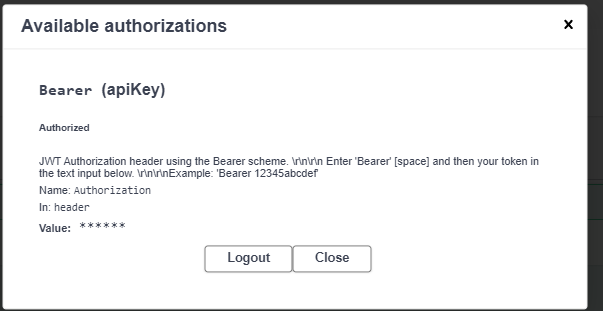 Available authorizations
x
Bearer (apiKey)
Authorized
JWT Authorization header using the Bearer scheme. \r\n\r\n Enter 'Bearer' [space] and then your token in
the text input below. \r\n\r\nExample: 'Bearer 12345abcdef'
Name: Authorization
In: header
Value: ******
Logout Close